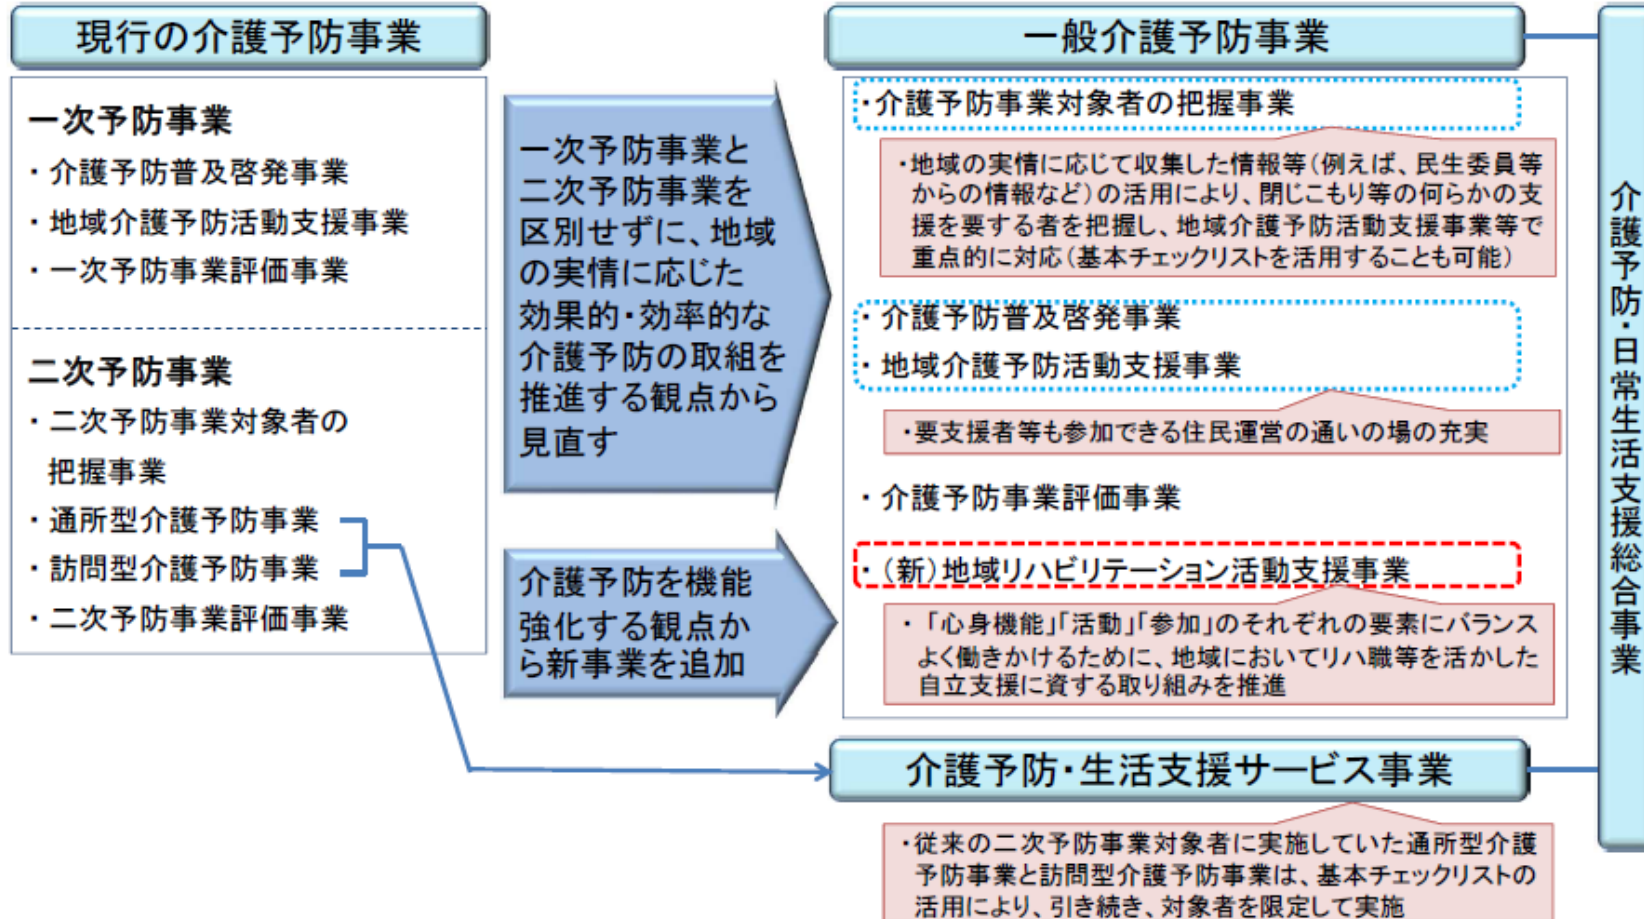 現行の介護予防事業
一次予防事業
・介護予防普及啓発事業
・地域介護予防活動支援事業
・一次予防事業評価事業
二次予防事業
・二次予防事業対象者の
把握事業
・通所型介護予防事業
・訪問型介護予防事業
・二次予防事業評価事業
一次予防事業と
二次予防事業を
区別せずに、地域
の実情に応じた
効果的・効率的な
介護予防の取組を
推進する観点から
見直す
介護予防を機能
強化する観点か
ら新事業を追加
一般介護予防事業
・介護予防事業対象者の把握事業
・地域の実情に応じて収集した情報等(例えば、民生委員等
からの情報など)の活用により、閉じこもり等の何らかの支
援を要する者を把握し、地域介護予防活動支援事業等で
重点的に対応(基本チェックリストを活用することも可能)
・介護予防普及啓発事業
・地域介護予防活動支援事業
・要支援者等も参加できる住民運営の通いの場の充実
・介護予防事業評価事業
・(新)地域リハビリテーション活動支援事業
・「心身機能」「活動」「参加」のそれぞれの要素にバランス
よく働きかけるために、地域においてリハ職等を活かした
自立支援に資する取り組みを推進
介護予防・生活支援サービス事業
・従来の二次予防事業対象者に実施していた通所型介護
予防事業と訪問型介護予防事業は、基本チェックリストの
活用により、引き続き、対象者を限定して実施
介護予防・日常生活支援総合事業